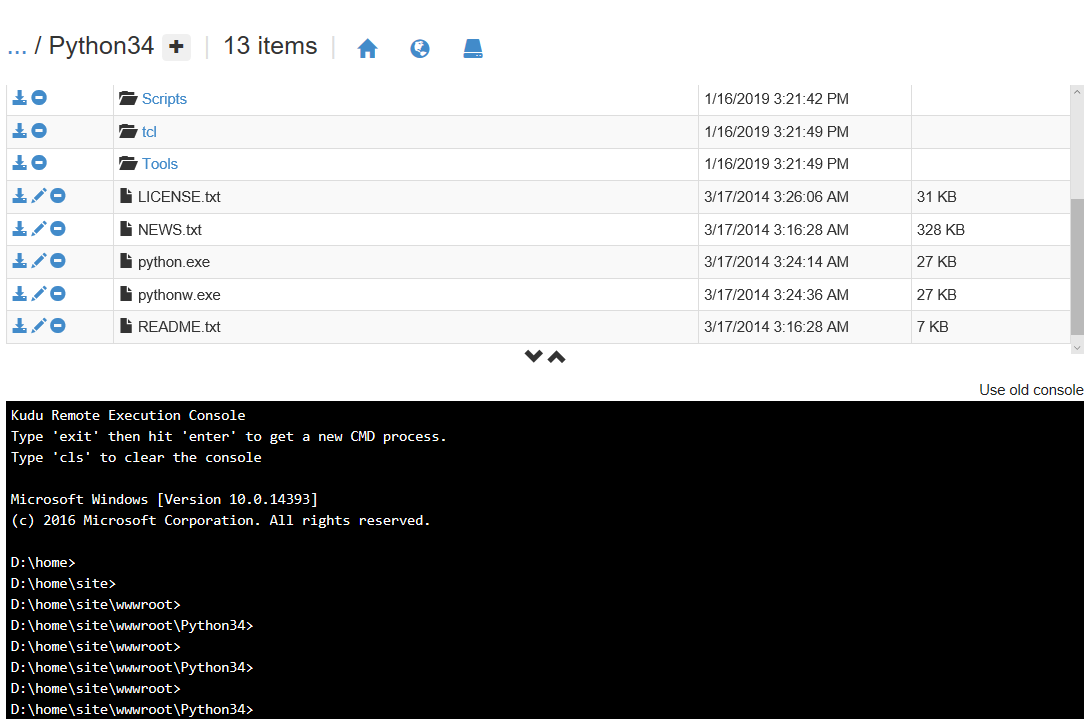 ... / Python34 13 items
Scripts 1/16/2019 3:21:42 PM
tcl 1/16/2019 3:21:49 PM
Tools 1/16/2019 3:21:49 PM
LICENSE.txt 3/17/2014 3:26:06 AM 31 KB
NEWS.txt 3/17/2014 3:16:28 AM 328 KB
python.exe 3/17/2014 3:24:14 AM 27 KB
pythonw.exe 3/17/2014 3:24:36 AM 27 KB
README.txt 3/17/2014 3:16:28 AM 7 KB
Use old console
Kudu Remote Execution Console
Type 'exit' then hit 'enter' to get a new CMD process.
Type 'cls' to clear the console
Microsoft Windows [Version 10.0.14393]
(c) 2016 Microsoft Corporation. All rights reserved.
D:\home>
D:\home\site>
D:\home\site\wwwroot>
D:\home\site\wwwroot\Python34>
D:\home\site\wwwroot>
D:\home\site\wwwroot\Python34>
D:\home\site\wwwroot>
D:\home\site\wwwroot\Python34>